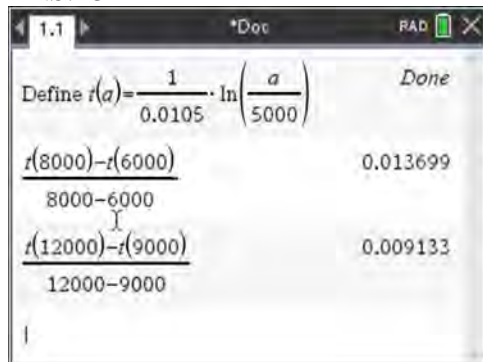 1.1 *Doc RAD
Define t(a)=1/0.0105·ln(a/5000) Done
t(8000)−t(6000)/8000−6000 0.013699
t(12000)−t(9000)/12000−9000 0.009133